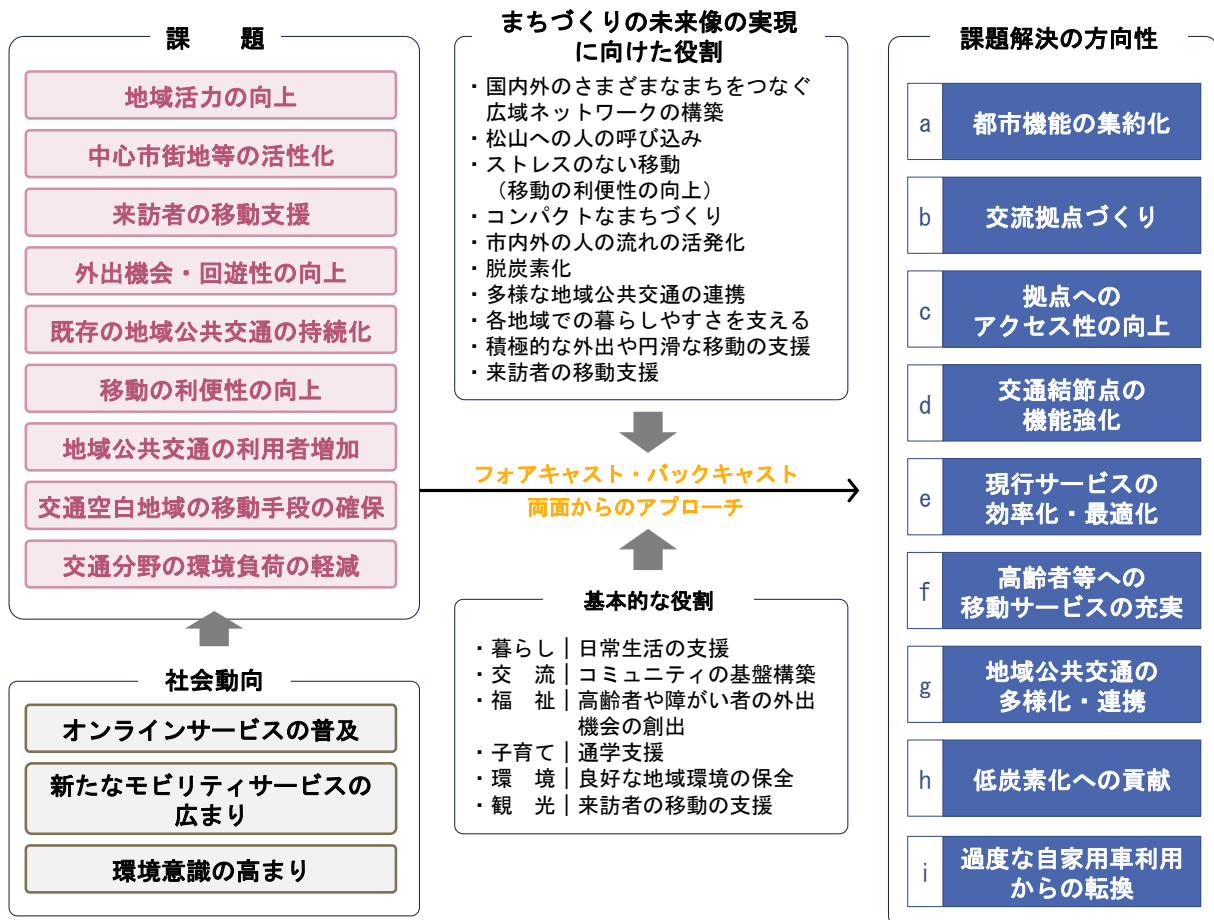 課　　題
地域活力の向上
中心市街地等の活性化
来訪者の移動支援
外出機会・回遊性の向上
既存の地域公共交通の持続化
移動の利便性の向上
地域公共交通の利用者増加
交通空白地域の移動手段の確保
交通分野の環境負荷の軽減
社会動向
オンラインサービスの普及
新たなモビリティサービスの
広まり
環境意識の高まり
まちづくりの未来像の実現
に向けた役割
・国内外のさまざまなまちをつなぐ
広域ネットワークの構築
・松山への人の呼び込み
・ストレスのない移動
（移動の利便性の向上）
・コンパクトなまちづくり
・市内外の人の流れの活発化
・脱炭素化
・多様な地域公共交通の連携
・各地域での暮らしやすさを支える
・積極的な外出や円滑な移動の支援
・来訪者の移動支援
フォアキャスト・バックキャスト
両面からのアプローチ
基本的な役割
・暮らし｜日常生活の支援
・交　流｜コミュニティの基盤構築
・福　祉｜高齢者や障がい者の外出
機会の創出
・子育て｜通学支援
・環　境｜良好な地域環境の保全
・観　光｜来訪者の移動の支援
課題解決の方向性
a 都市機能の集約化
b 交流拠点づくり
c 拠点への
アクセス性の向上
d 交通結節点の
機能強化
e 現行サービスの
効率化・最適化
f 高齢者等への
移動サービスの充実
g 地域公共交通の
多様化・連携
h 低炭素化への貢献
i 過度な自家用車利用
からの転換